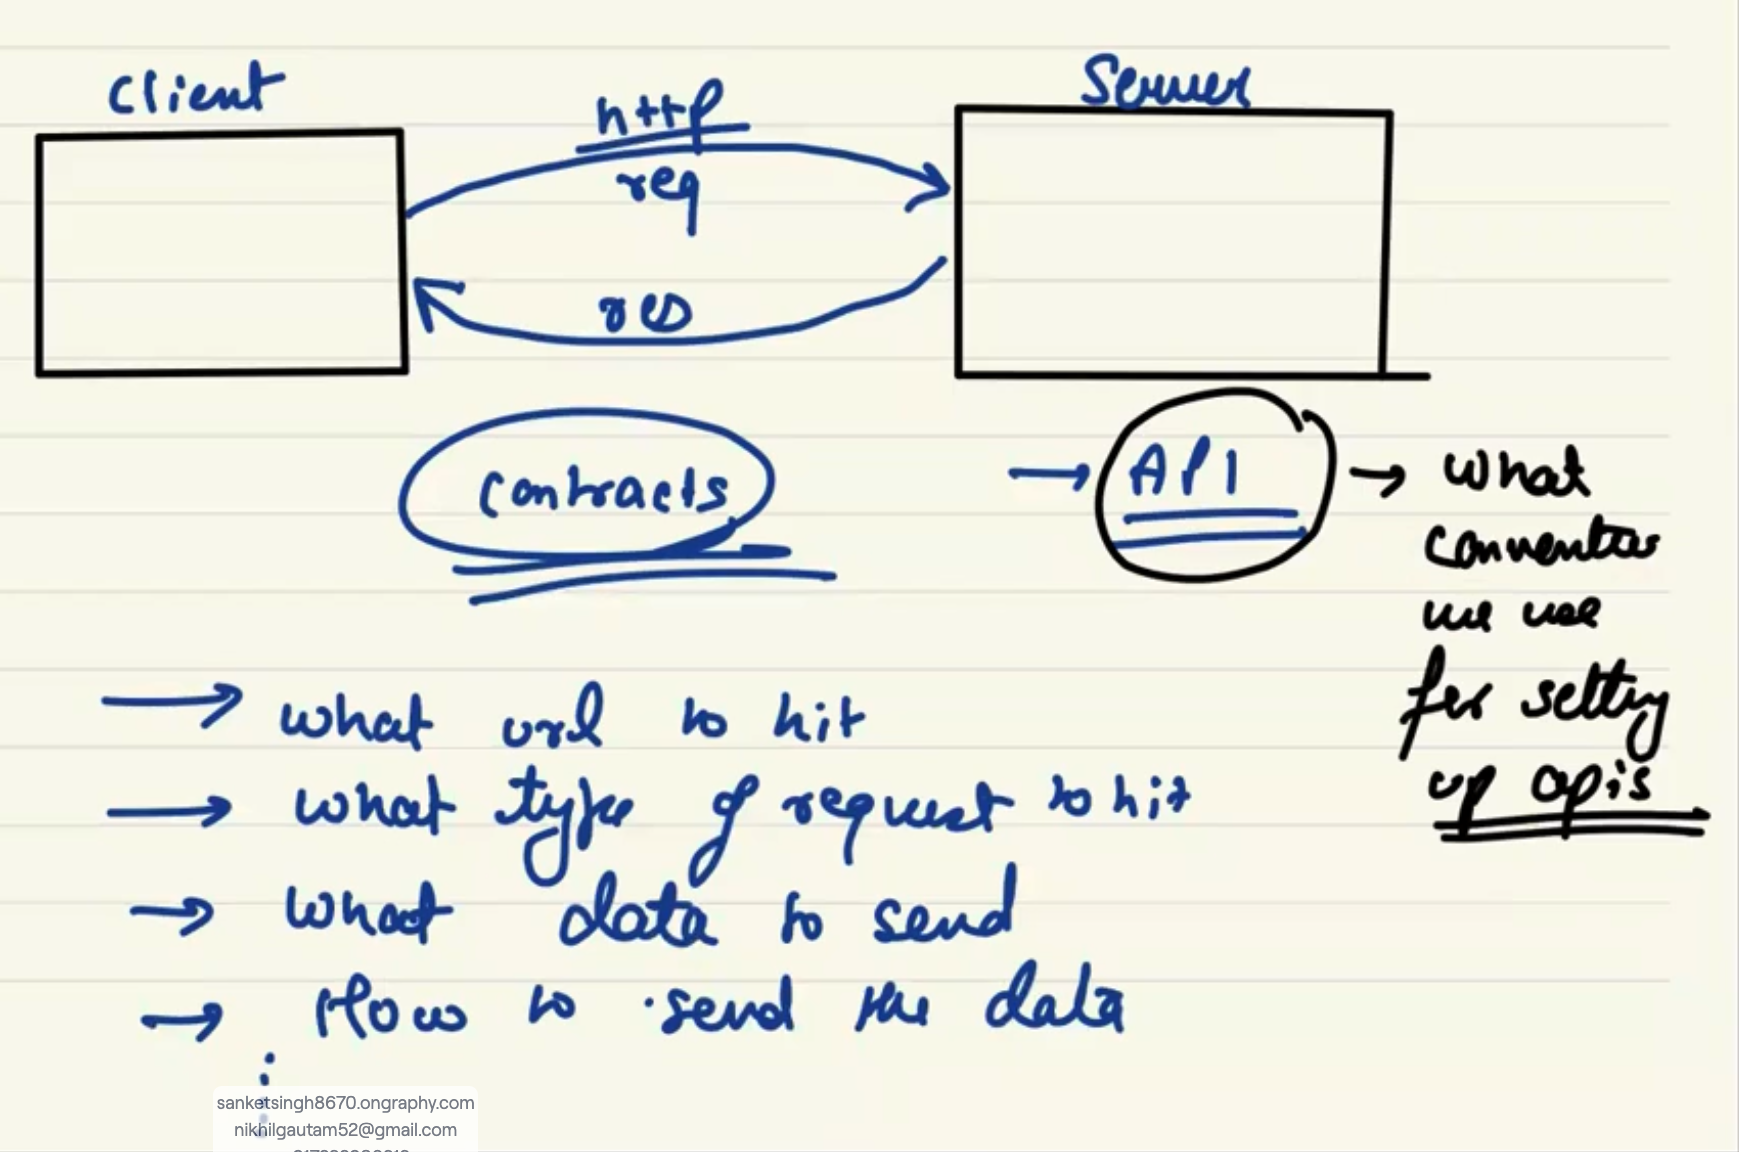 Client
Server
http
req
res
contracts
API
what
conventions
we use
for setting
up apis
what url to hit
what type of request to hit
what data to send
How to send the data
sanketsingh8670.ongraphy.com
nikhilgautam52@gmail.com